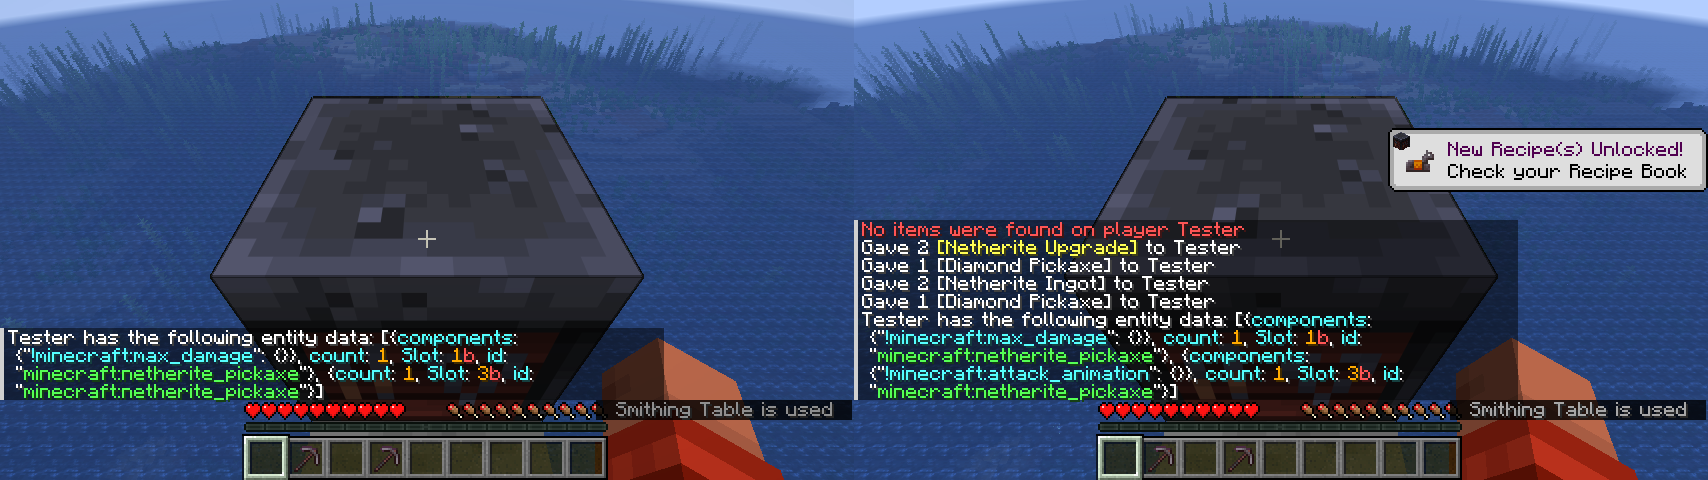 Tester has the following entity data: [{components:
{"!minecraft:max_damage": {}}, count: 1, Slot: 1b, id:
"minecraft:netherite_pickaxe"}, {count: 1, Slot: 3b, id:
"minecraft:netherite_pickaxe"}]
Smithing Table is used
New Recipe(s) Unlocked!
Check your Recipe Book
No items were found on player Tester
Gave 2 [Netherite Upgrade] to Tester
Gave 1 [Diamond Pickaxe] to Tester
Gave 2 [Netherite Ingot] to Tester
Gave 1 [Diamond Pickaxe] to Tester
Tester has the following entity data: [{components:
{"!minecraft:max_damage": {}}, count: 1, Slot: 1b, id:
"minecraft:netherite_pickaxe"}, {components:
{"!minecraft:attack_animation": {}}, count: 1, Slot: 3b, id:
"minecraft:netherite_pickaxe"}]
Smithing Table is used